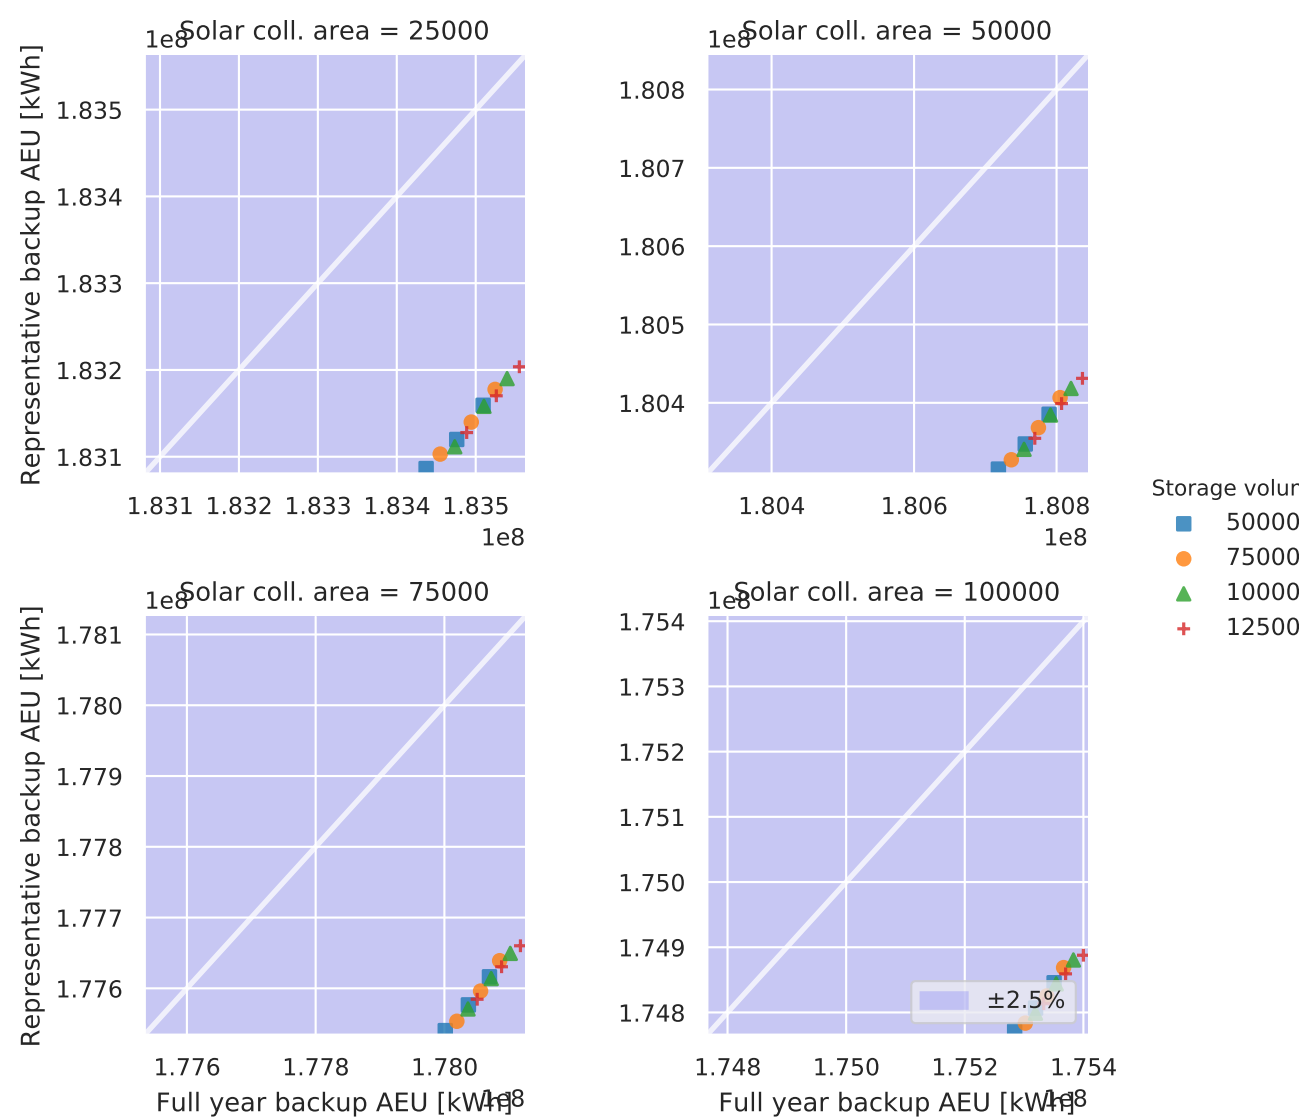 1e8
Solar coll. area = 25000
1e8
Solar coll. area = 50000
Representative backup AEU [kWh]
1.835
1.834
1.833
1.832
1.831
1.831 1.832 1.833 1.834 1.835
1e8
1.808
1.807
1.806
1.805
1.804
1.804 1.806 1.808
1e8
Storage volur
50000
75000
10000
12500
1e8
Solar coll. area = 75000
1e8
Solar coll. area = 100000
Representative backup AEU [kWh]
1.781
1.780
1.779
1.778
1.777
1.776
1.776 1.778 1.780
Full year backup AEU [kWh]
1e8
1.754
1.753
1.752
1.751
1.750
1.749
1.748
±2.5%
1.748 1.750 1.752 1.754
Full year backup AEU [kWh]
1e8